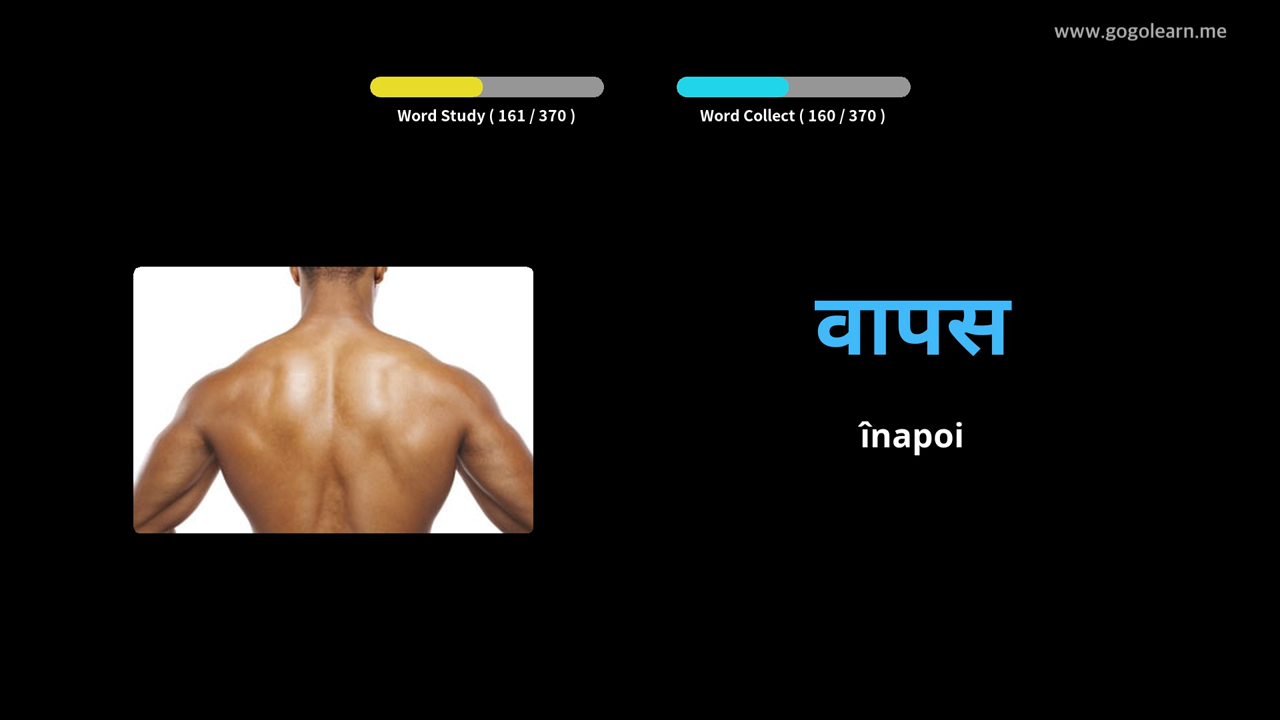 www.gogolearn.me
Word Study ( 161 / 370 )
Word Collect ( 160 / 370 )
वापस
înapoi